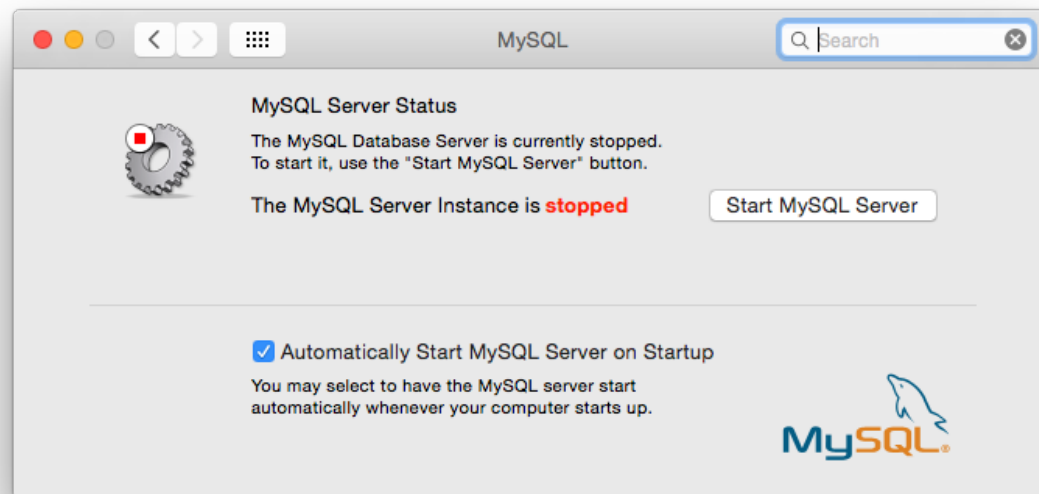 MySQL
Search
MySQL Server Status
The MySQL Database Server is currently stopped.
To start it, use the "Start MySQL Server" button.
The MySQL Server Instance is stopped
Start MySQL Server
Automatically Start MySQL Server on Startup
You may select to have the MySQL server start
automatically whenever your computer starts up.
MySQL®